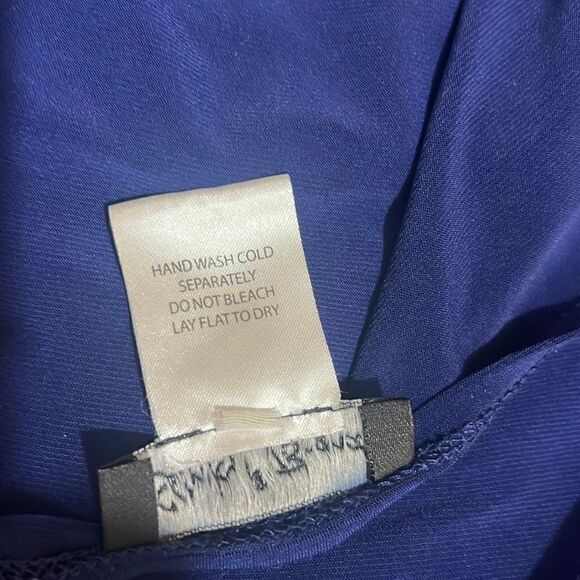 HAND WASH COLD
SEPARATELY
DO NOT BLEACH
LAY FLAT TO DRY